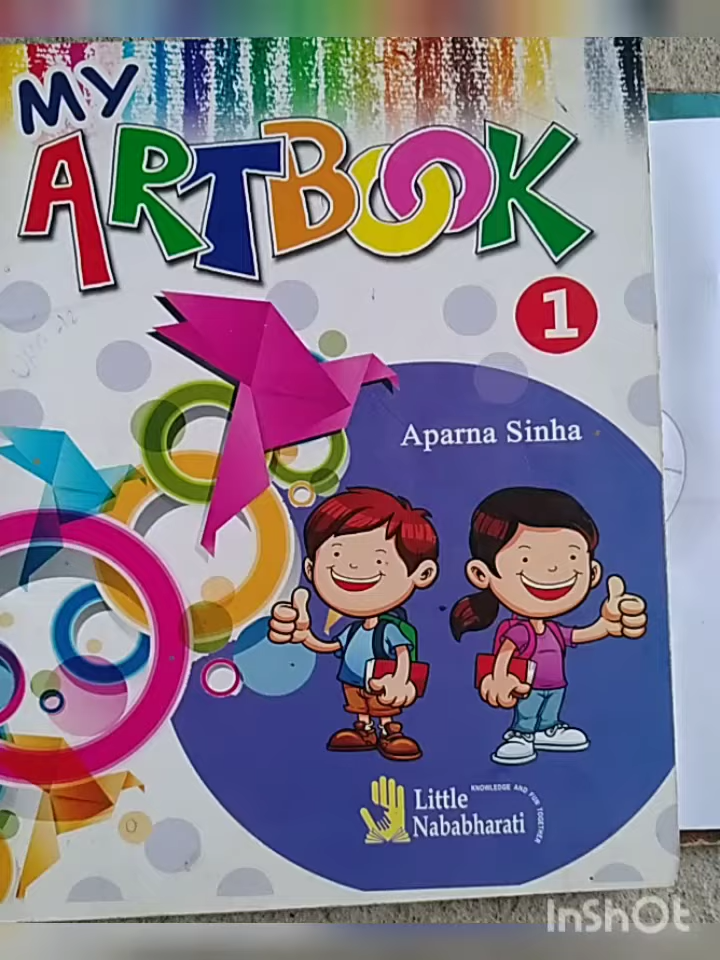 MY
ARTBOOK
1
Aparna Sinha
Little
Nababharati
KNOWLEDGE AND FUN TOGETHER
InShOt